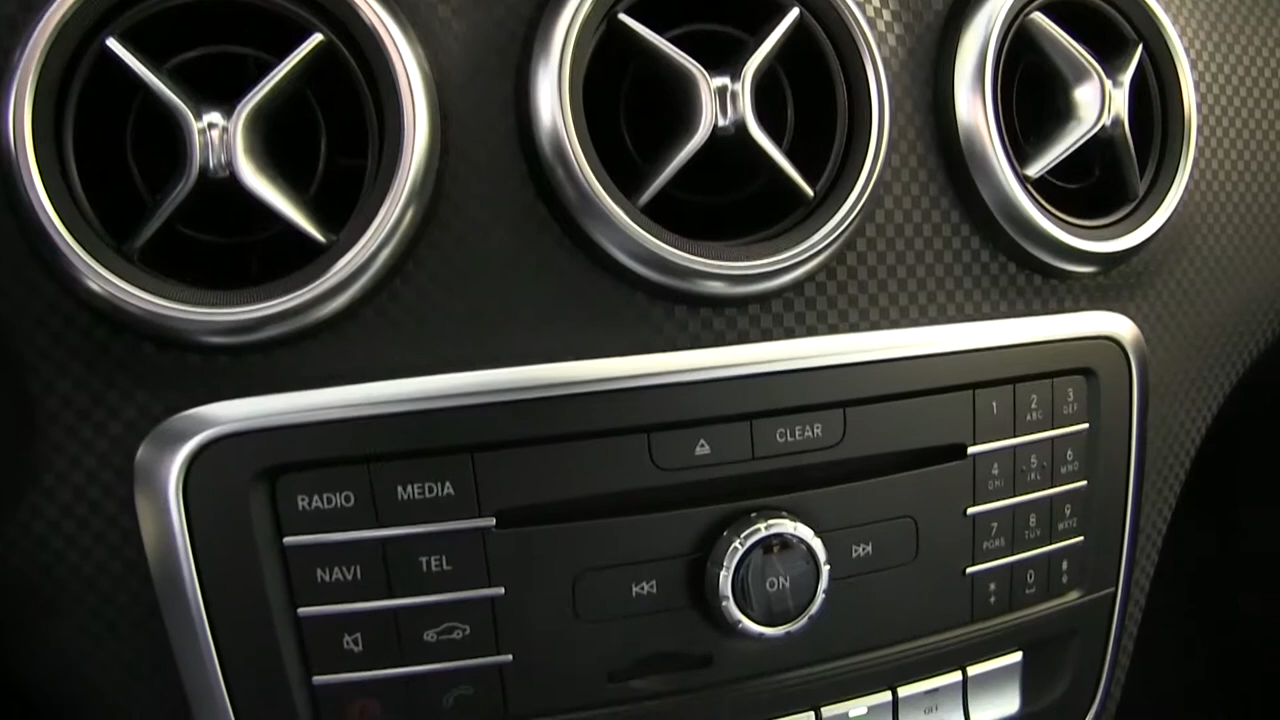 CLEAR
RADIO MEDIA
NAVI TEL
ON
1 2 ABC 3 DEF
4 GHI 5 JKL 6 MNO
7 PQRS 8 TUV 9 WXYZ
* + 0 #
OFF